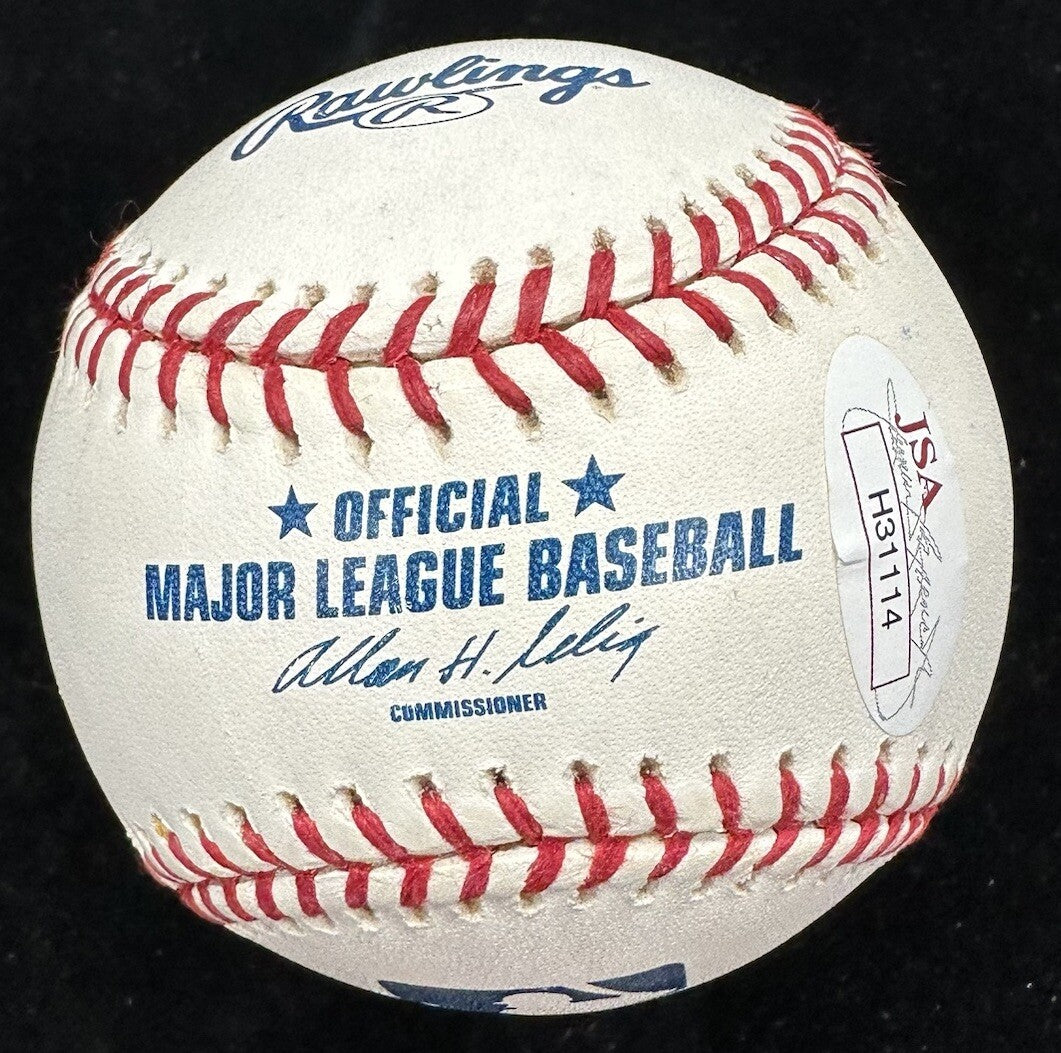 Rawlings
R
★ OFFICIAL ★
MAJOR LEAGUE BASEBALL
Allan H. Selig
COMMISSIONER
JSA
H31114